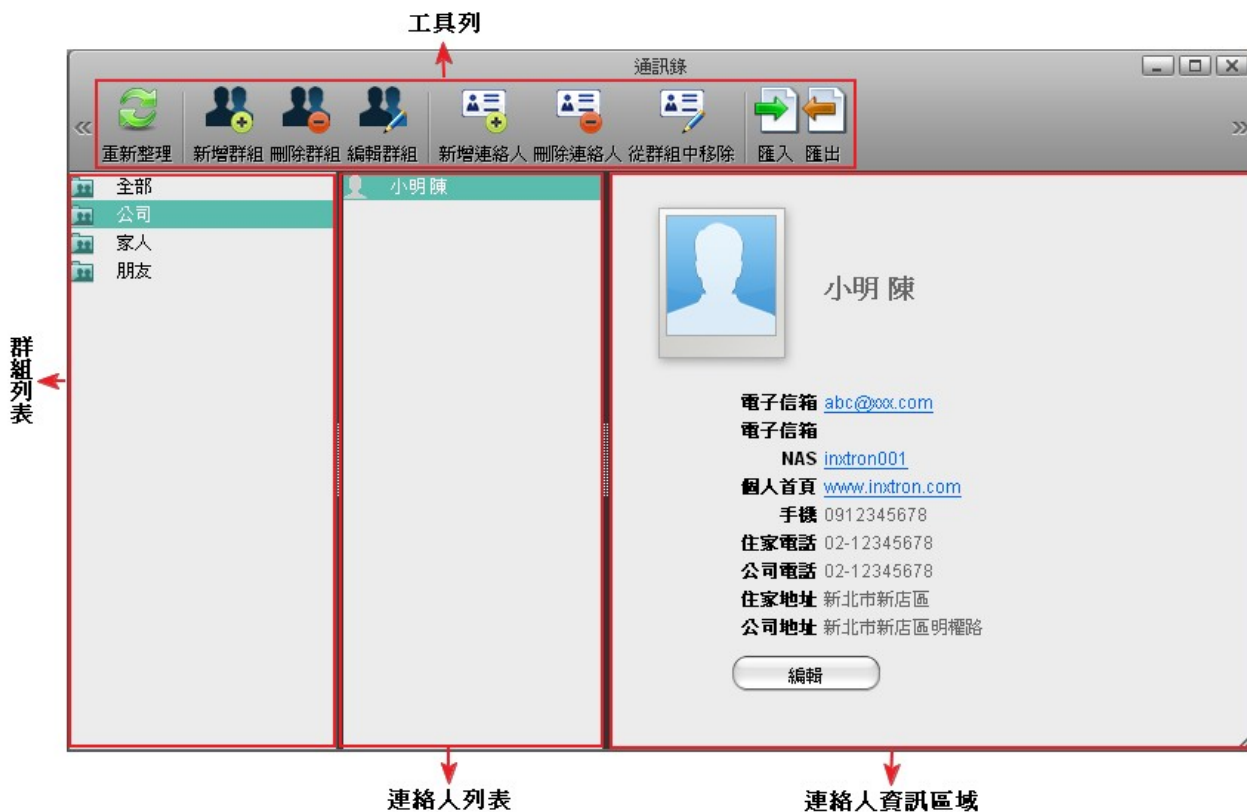 工具列
通訊錄
重新整理 新增群組 刪除群組 編輯群組 新增連絡人 刪除連絡人 從群組中移除 匯入 匯出
全部
公司
家人
朋友
小明 陳
小明 陳
群組列表
電子信箱 abc@xxx.com
電子信箱
NAS inxtron001
個人首頁 www.inxtron.com
手機 0912345678
住家電話 02-12345678
公司電話 02-12345678
住家地址 新北市新店區
公司地址 新北市新店區明權路
編輯
連絡人列表
連絡人資訊區域